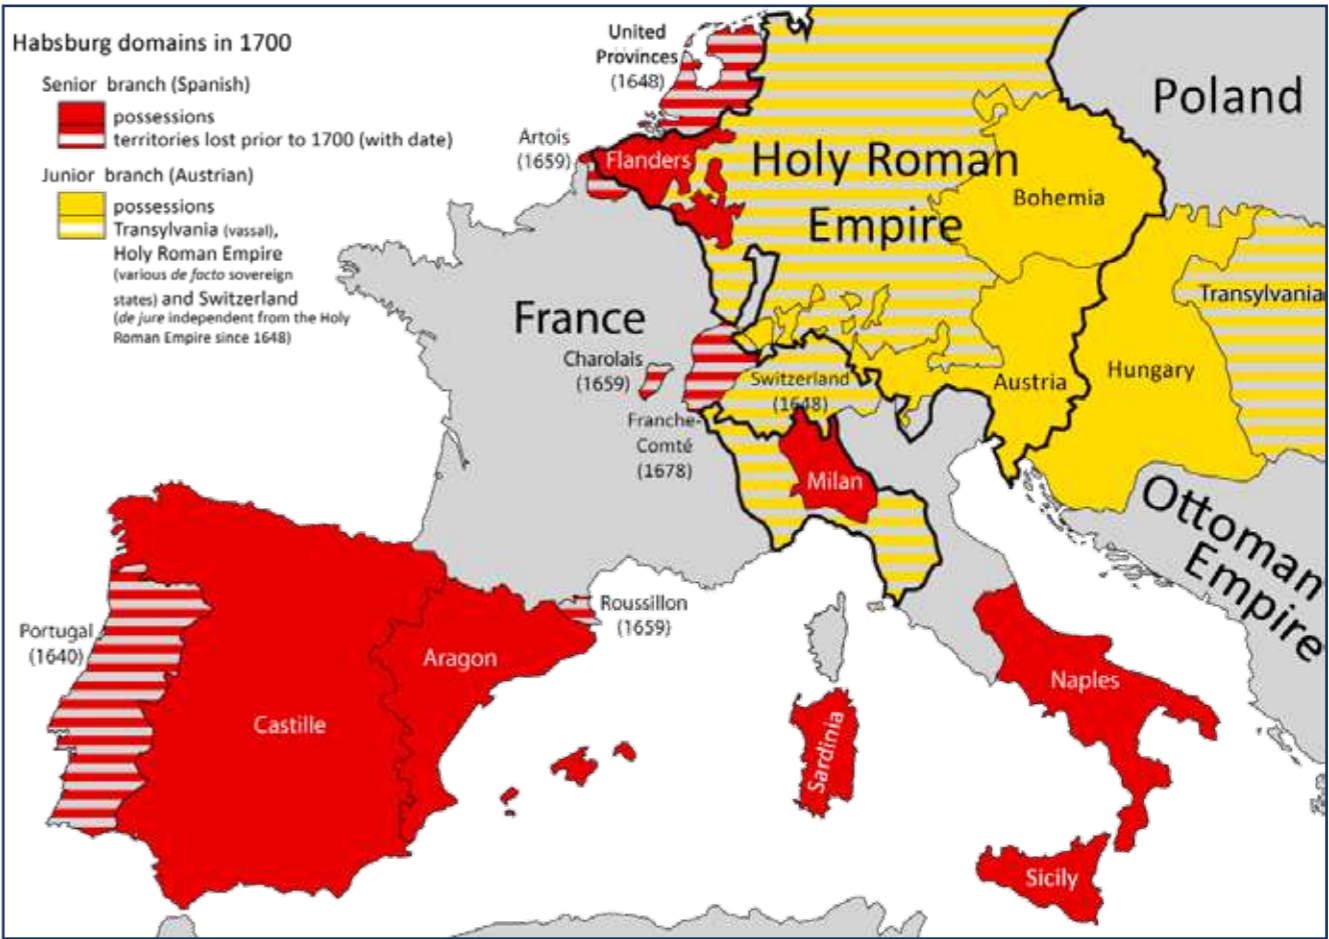 Habsburg domains in 1700
Senior branch (Spanish)
possessions
territories lost prior to 1700 (with date)
Junior branch (Austrian)
possessions
Transylvania (vassal),
Holy Roman Empire
(various de facto sovereign
states) and Switzerland
(de jure independent from the Holy
Roman Empire since 1648)
United
Provinces
(1648)
Artois
(1659)
Flanders
Holy Roman
Empire
Poland
Bohemia
France
Charolais
(1659)
Franche-
Comté
(1678)
Switzerland
(1648)
Austria
Hungary
Transylvania
Milan
Ottoman
Empire
Roussillon
(1659)
Portugal
(1640)
Aragon
Castille
Sardinia
Naples
Sicily